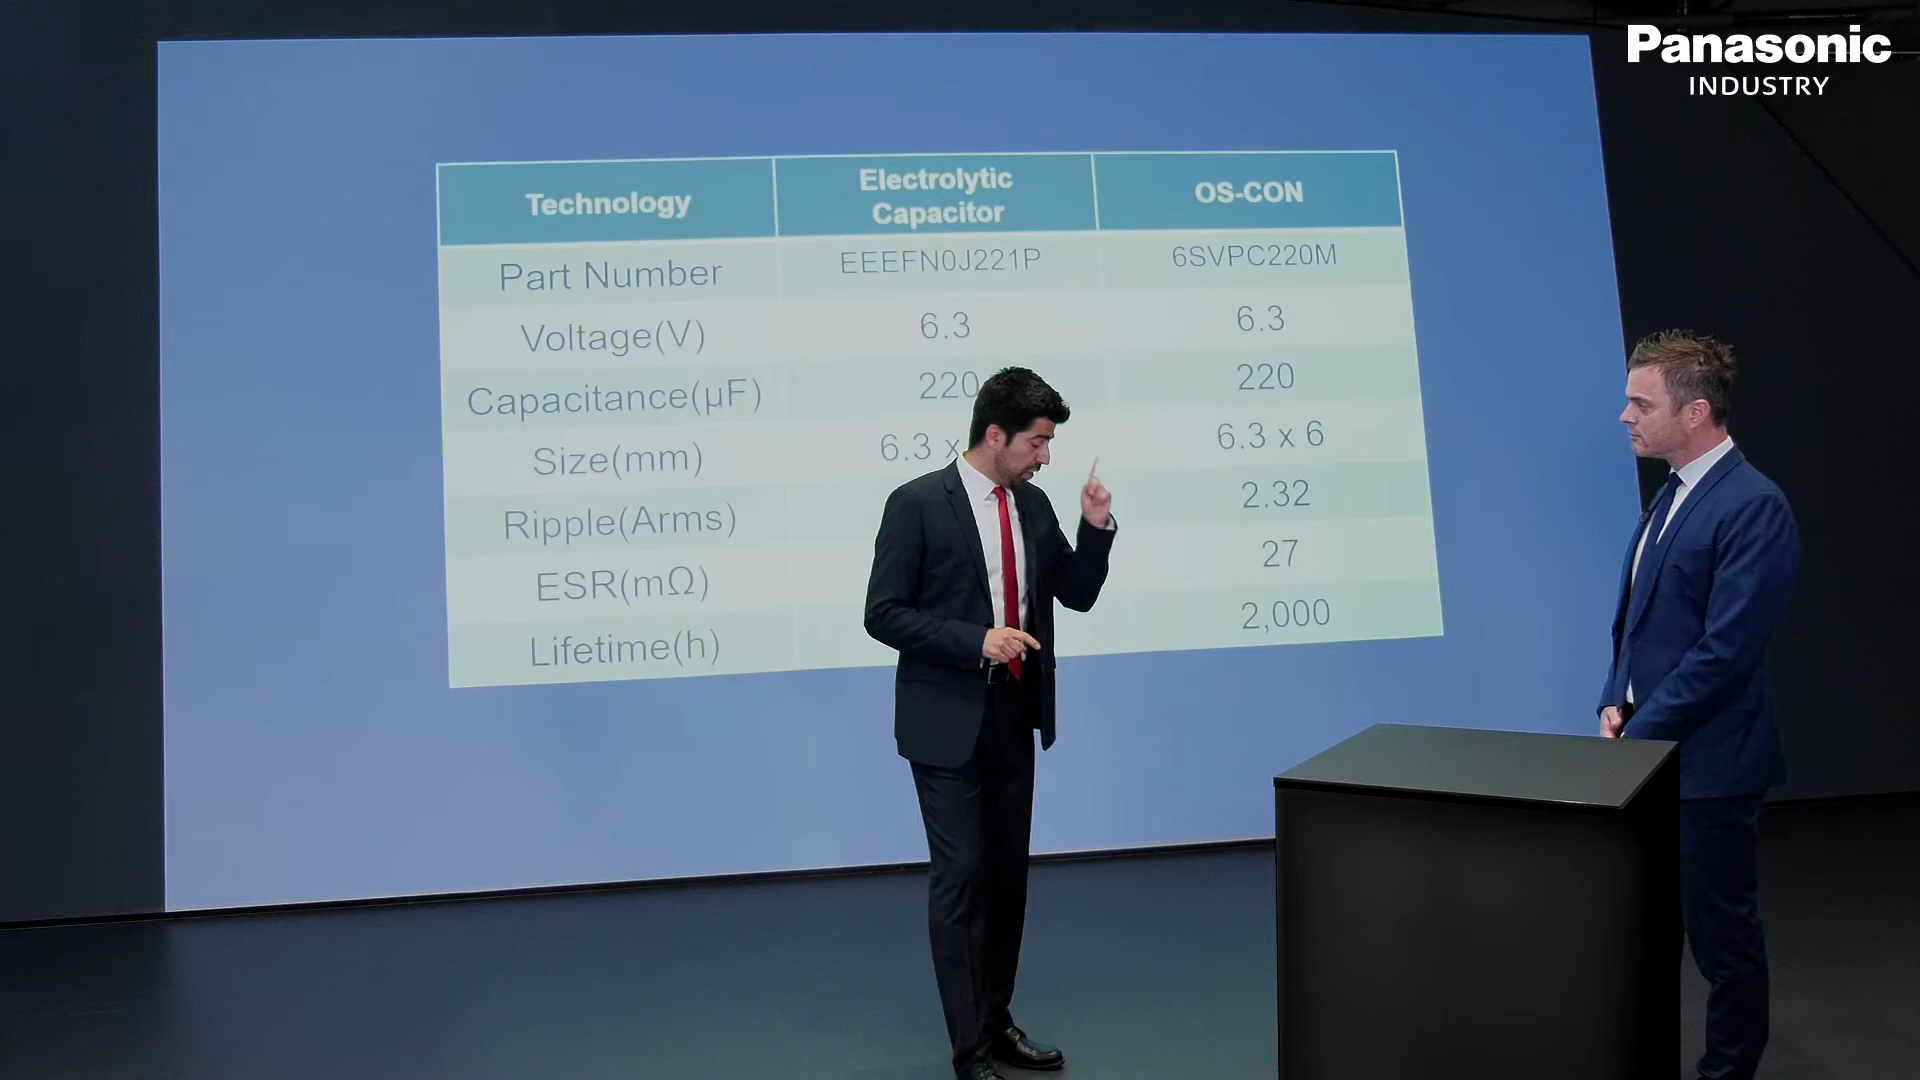 Panasonic
INDUSTRY
Technology
Electrolytic
Capacitor
OS-CON
Part Number
EEEFN0J221P
6SVPC220M
Voltage(V)
6.3
6.3
Capacitance(µF)
220
220
Size(mm)
6.3 x
6.3 x 6
Ripple(Arms)
2.32
ESR(mΩ)
27
Lifetime(h)
2,000